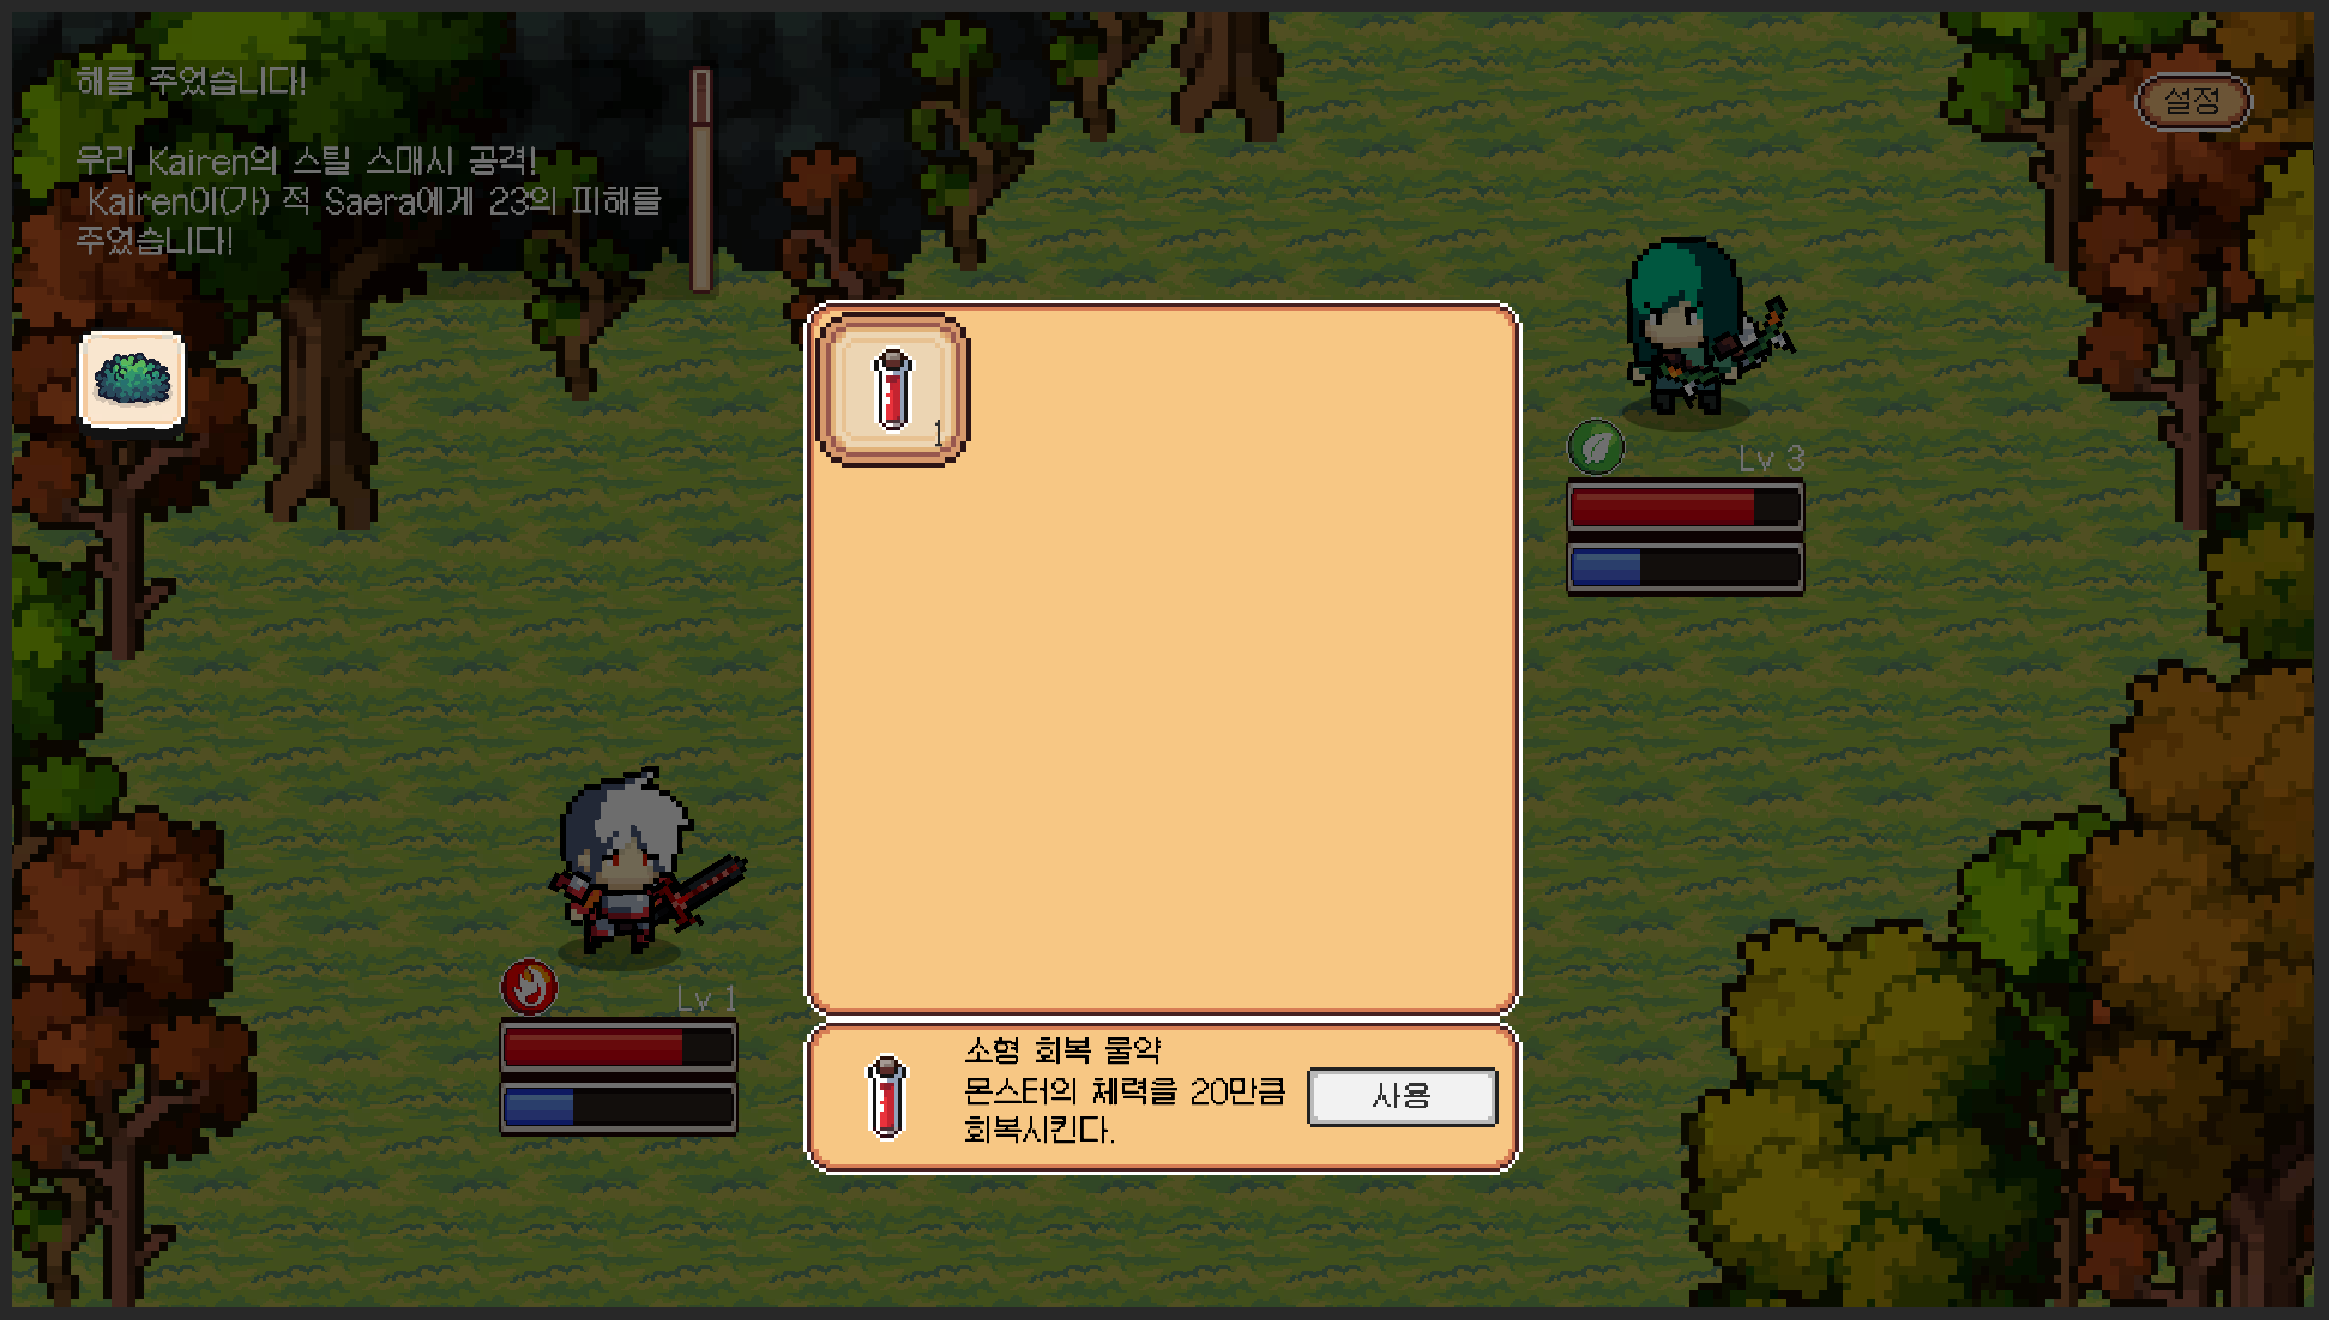 해를 주었습니다!
우리 Kairen의 스틸 스매시 공격!
Kairen이(가) 적 Saera에게 23의 피해를
주었습니다!
설정
1
Lv 3
Lv 1
소형 회복 물약
몬스터의 체력을 20만큼
회복시킨다.
사용